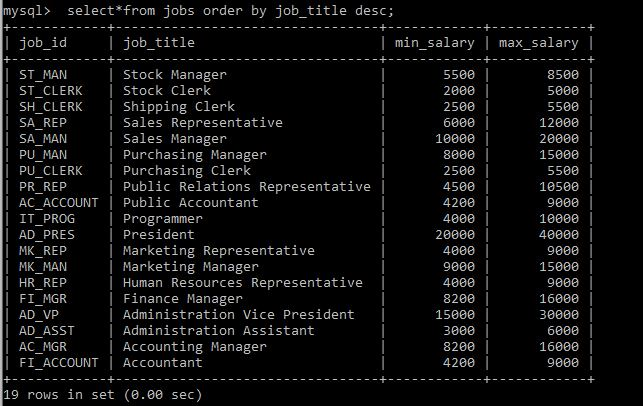 mysql>  select*from jobs order by job_title desc;
+------------+---------------------------------+------------+------------+
| job_id     | job_title                       | min_salary | max_salary |
+------------+---------------------------------+------------+------------+
| ST_MAN     | Stock Manager                   |       5500 |       8500 |
| ST_CLERK   | Stock Clerk                     |       2000 |       5000 |
| SH_CLERK   | Shipping Clerk                  |       2500 |       5500 |
| SA_REP     | Sales Representative            |       6000 |      12000 |
| SA_MAN     | Sales Manager                   |      10000 |      20000 |
| PU_MAN     | Purchasing Manager              |       8000 |      15000 |
| PU_CLERK   | Purchasing Clerk                |       2500 |       5500 |
| PR_REP     | Public Relations Representative |       4500 |      10500 |
| AC_ACCOUNT | Public Accountant               |       4200 |       9000 |
| IT_PROG    | Programmer                      |       4000 |      10000 |
| AD_PRES    | President                       |      20000 |      40000 |
| MK_REP     | Marketing Representative        |       4000 |       9000 |
| MK_MAN     | Marketing Manager               |       9000 |      15000 |
| HR_REP     | Human Resources Representative  |       4000 |       9000 |
| FI_MGR     | Finance Manager                 |       8200 |      16000 |
| AD_VP      | Administration Vice President   |      15000 |      30000 |
| AD_ASST    | Administration Assistant        |       3000 |       6000 |
| AC_MGR     | Accounting Manager              |       8200 |      16000 |
| FI_ACCOUNT | Accountant                      |       4200 |       9000 |
+------------+---------------------------------+------------+------------+
19 rows in set (0.00 sec)